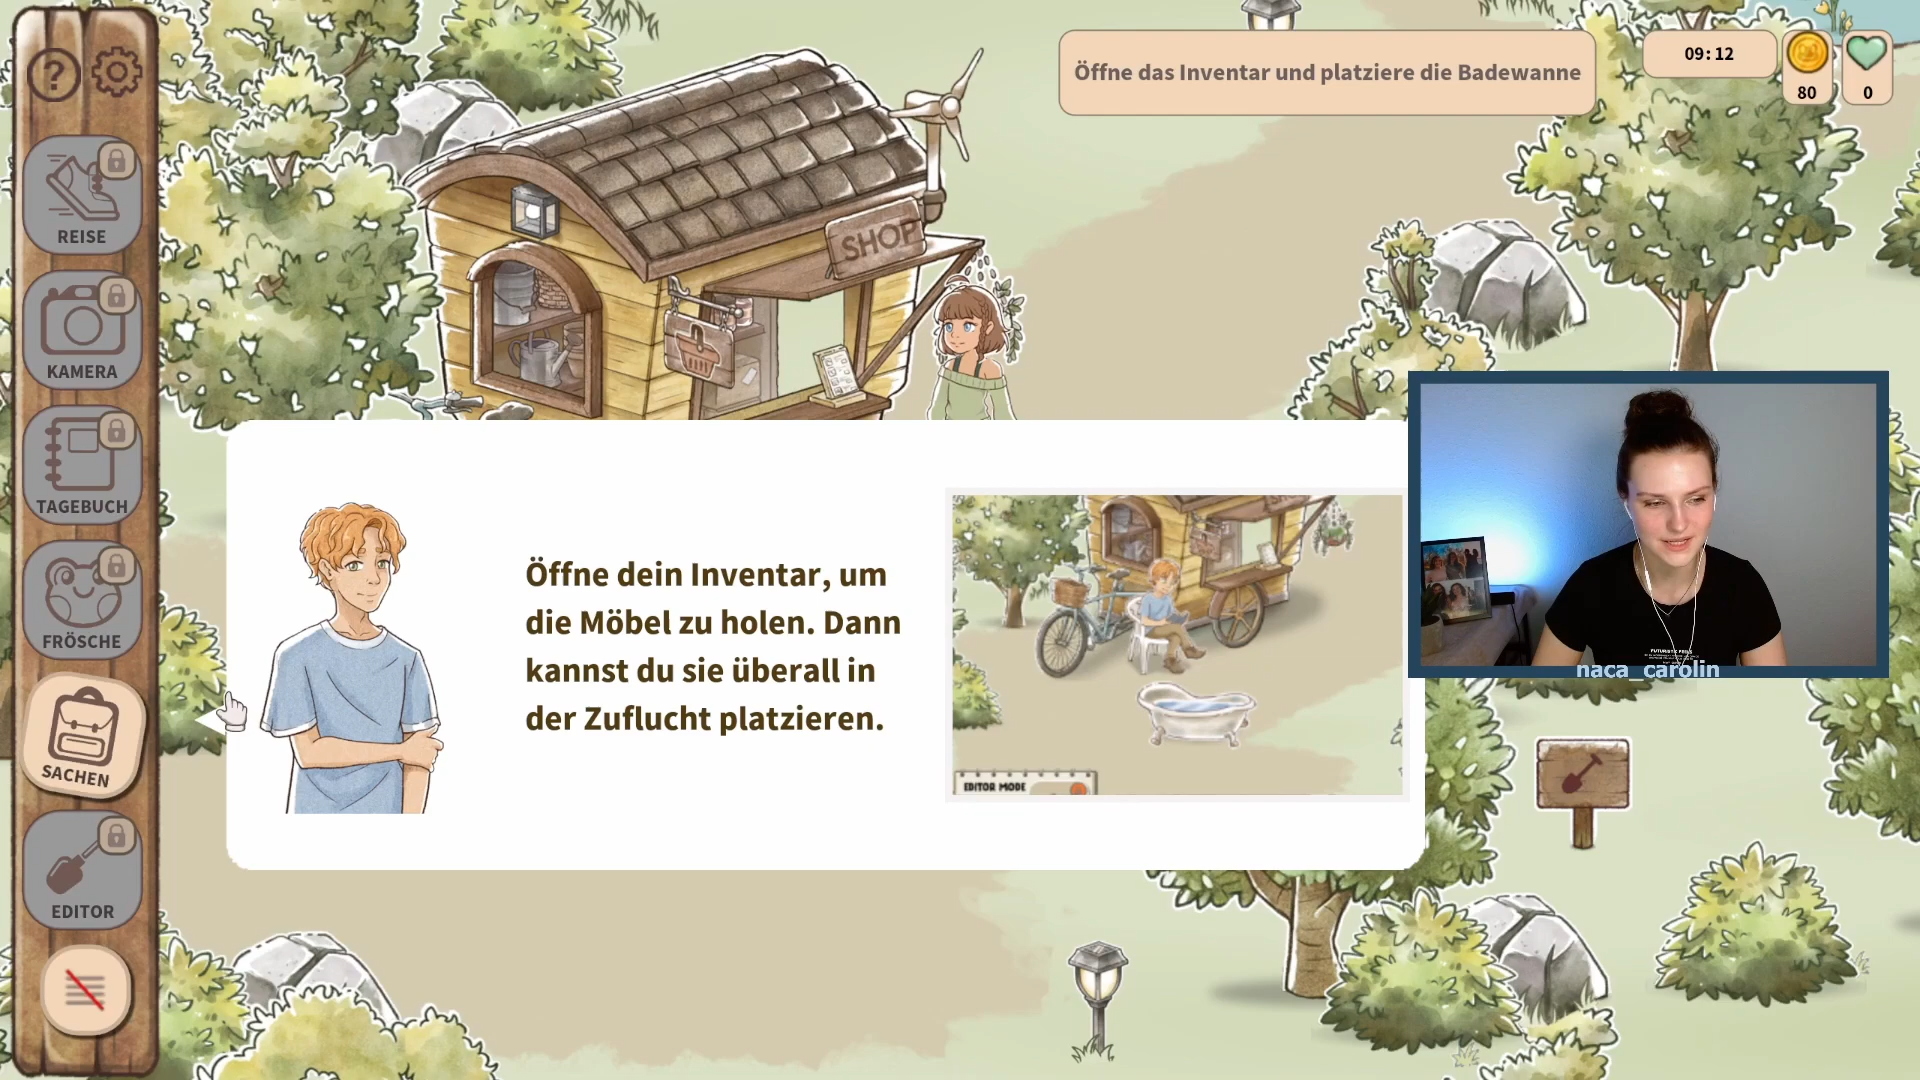 Öffne das Inventar und platziere die Badewanne
09:12
80
0
REISE
KAMERA
TAGEBUCH
FRÖSCHE
SACHEN
EDITOR
SHOP
Öffne dein Inventar, um
die Möbel zu holen. Dann
kannst du sie überall in
der Zuflucht platzieren.
EDITOR MODE
naca_carolin